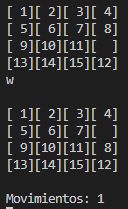 [ 1][ 2][ 3][ 4]
[ 5][ 6][ 7][ 8]
[ 9][10][11][  ]
[13][14][15][12]
w
[ 1][ 2][ 3][ 4]
[ 5][ 6][ 7][  ]
[ 9][10][11][ 8]
[13][14][15][12]
Movimientos: 1